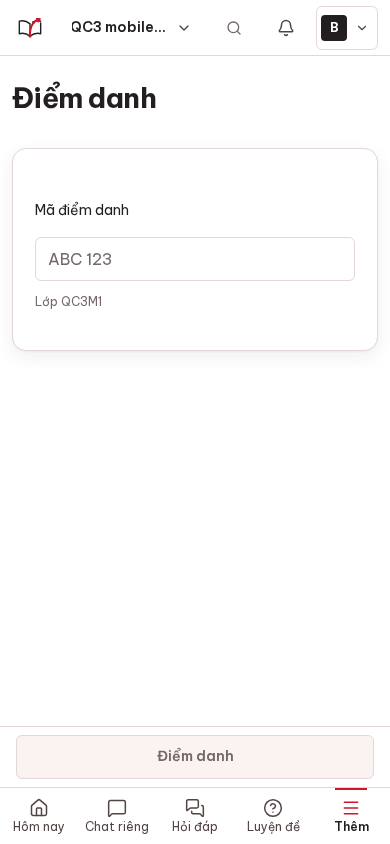 QC3 mobile...
B
Điểm danh
Mã điểm danh
ABC 123
Lớp QC3M1
Điểm danh
Hôm nay
Chat riêng
Hỏi đáp
Luyện đề
Thêm